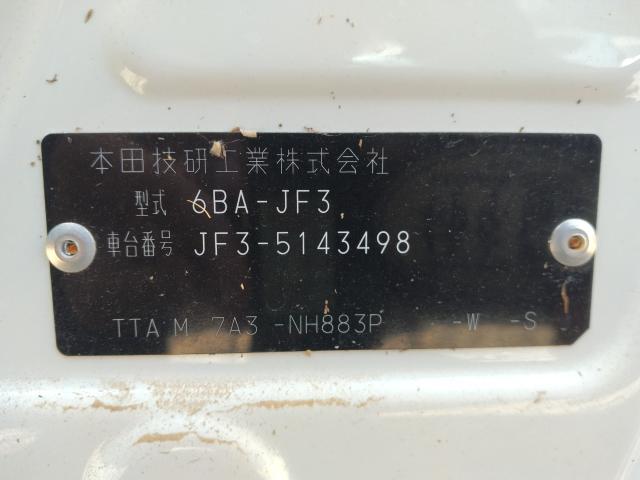 本田技研工業株式会社
型式 6BA-JF3
車台番号 JF3-5143498
TTA M 7A3 -NH883P -W -S